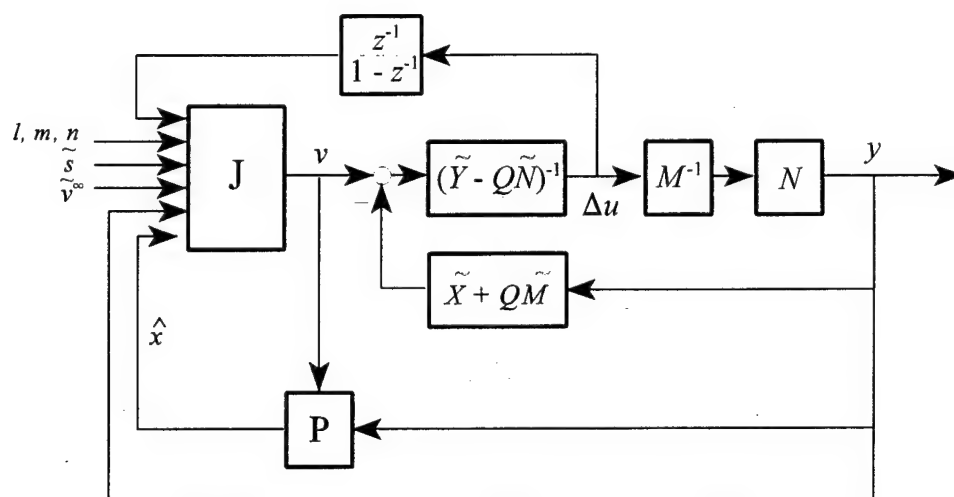 z⁻¹
1 - z⁻¹
l, m, n
s̃
ṽ∞
J
v
(Ỹ - QÑ)⁻¹
Δu
M⁻¹
N
y
–
X̃ + QM̃
x̂
P